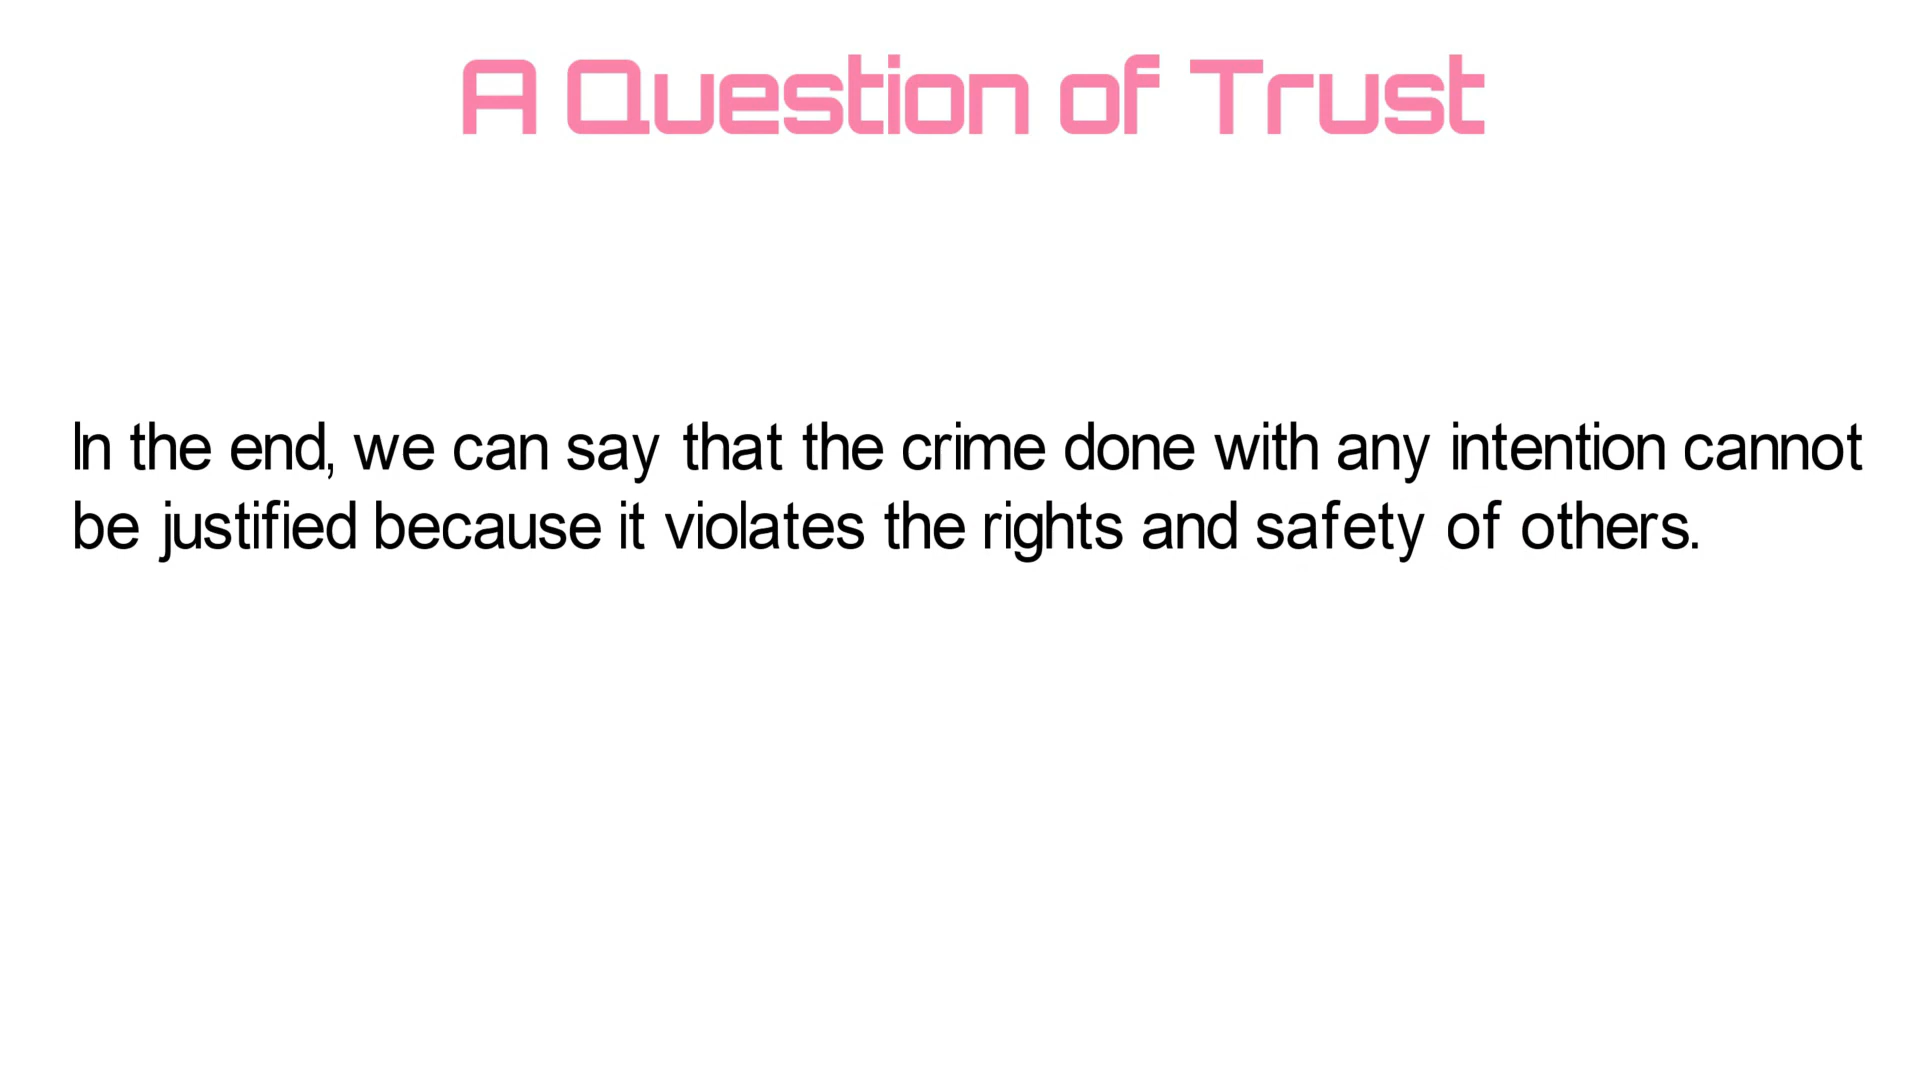 A Question of Trust
In the end, we can say that the crime done with any intention cannot
be justified because it violates the rights and safety of others.